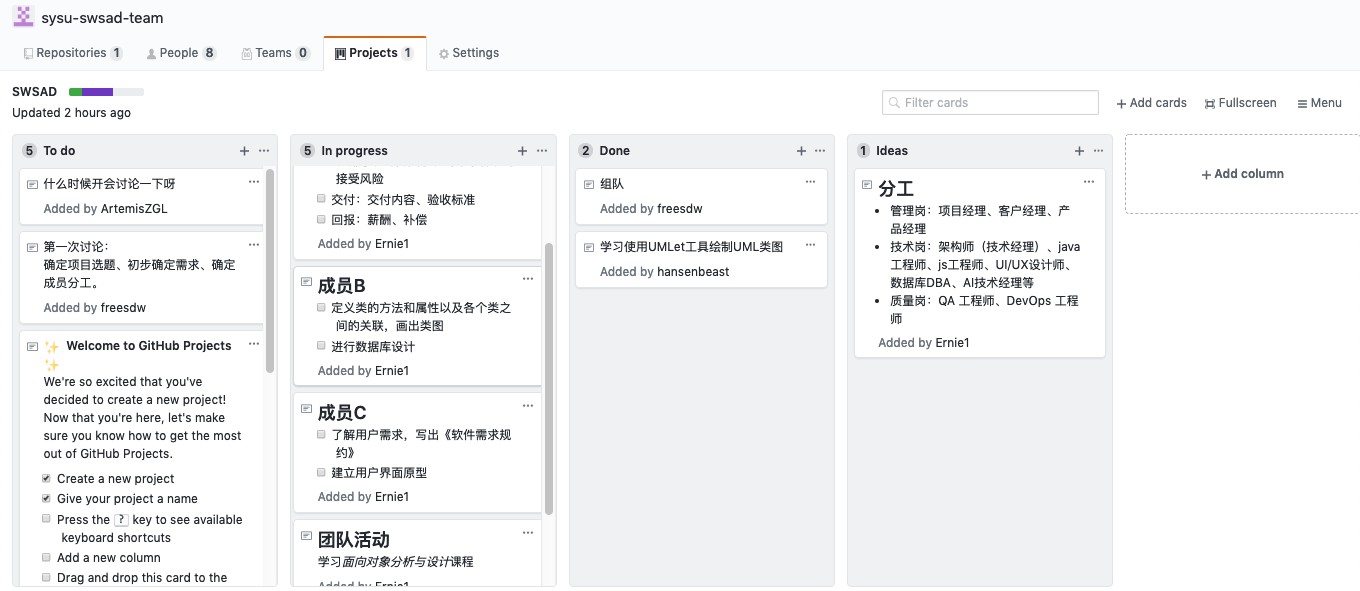 sysu-swsad-team
Repositories 1 People 8 Teams 0 Projects 1 Settings
SWSAD
Updated 2 hours ago
Filter cards
+ Add cards Fullscreen Menu
5 To do + ...
什么时候开会讨论一下呀 ...
Added by ArtemisZGL
第一次讨论： ...
确定项目选题、初步确定需求、确定
成员分工。
Added by freesdw
✨ Welcome to GitHub Projects ...
✨
We're so excited that you've
decided to create a new project!
Now that you're here, let's make
sure you know how to get the most
out of GitHub Projects.
Create a new project
Give your project a name
Press the ? key to see available
keyboard shortcuts
Add a new column
Drag and drop this card to the
5 In progress + ...
接受风险
交付：交付内容、验收标准
回报：薪酬、补偿
Added by Ernie1
成员B ...
定义类的方法和属性以及各个类之
间的关联，画出类图
进行数据库设计
Added by Ernie1
成员C ...
了解用户需求，写出《软件需求规
约》
建立用户界面原型
Added by Ernie1
团队活动 ...
学习面向对象分析与设计课程
Added by Ernie1
2 Done + ...
组队 ...
Added by freesdw
学习使用UMLet工具绘制UML类图 ...
Added by hansenbeast
1 Ideas + ...
分工 ...
• 管理岗：项目经理、客户经理、产
品经理
• 技术岗：架构师（技术经理）、java
工程师、js工程师、UI/UX设计师、
数据库DBA、AI技术经理等
• 质量岗：QA 工程师、DevOps 工程
师
Added by Ernie1
+ Add column